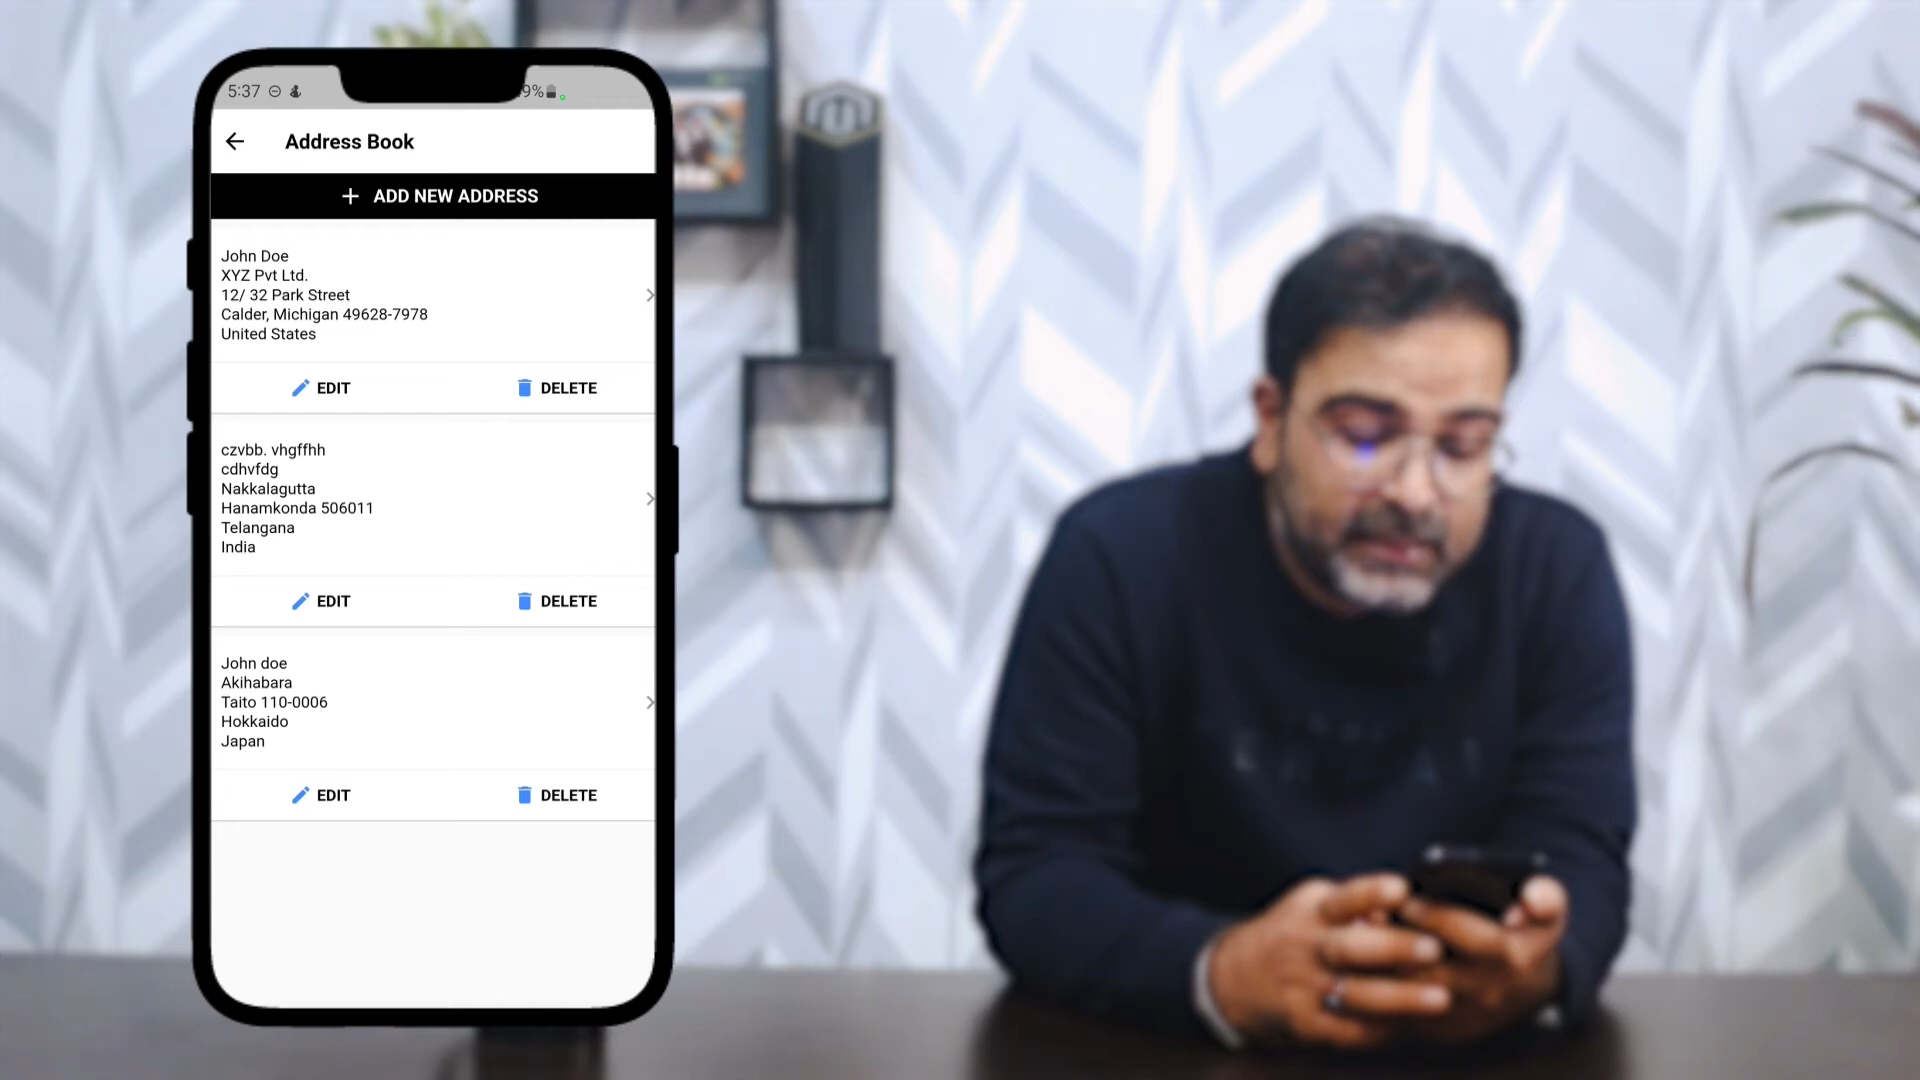 5:37
9%
Address Book
ADD NEW ADDRESS
John Doe
XYZ Pvt Ltd.
12/ 32 Park Street
Calder, Michigan 49628-7978
United States
EDIT DELETE
czvbb. vhgffhh
cdhvfdg
Nakkalagutta
Hanamkonda 506011
Telangana
India
EDIT DELETE
John doe
Akihabara
Taito 110-0006
Hokkaido
Japan
EDIT DELETE